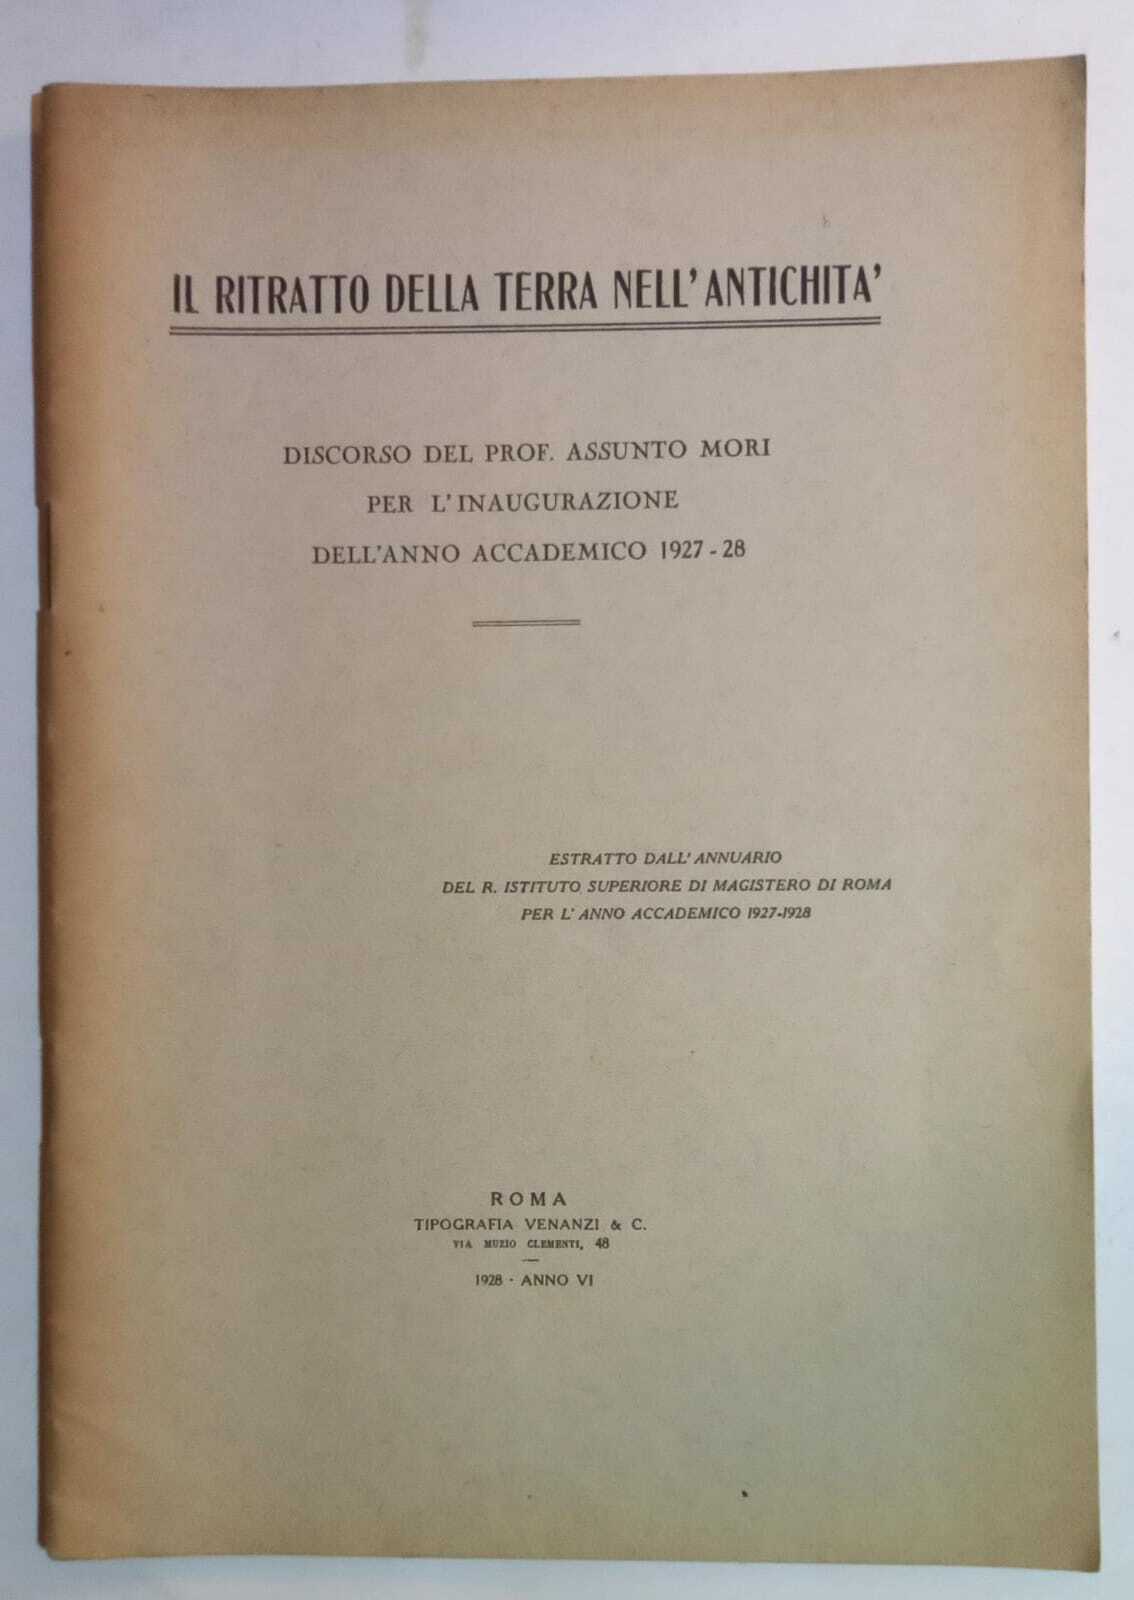 IL RITRATTO DELLA TERRA NELL'ANTICHITA'
DISCORSO DEL PROF. ASSUNTO MORI
PER L'INAUGURAZIONE
DELL'ANNO ACCADEMICO 1927-28
ESTRATTO DALL'ANNUARIO
DEL R. ISTITUTO SUPERIORE DI MAGISTERO DI ROMA
PER L'ANNO ACCADEMICO 1927-1928
ROMA
TIPOGRAFIA VENANZI & C.
VIA MUZIO CLEMENTI, 48
1928 · ANNO VI